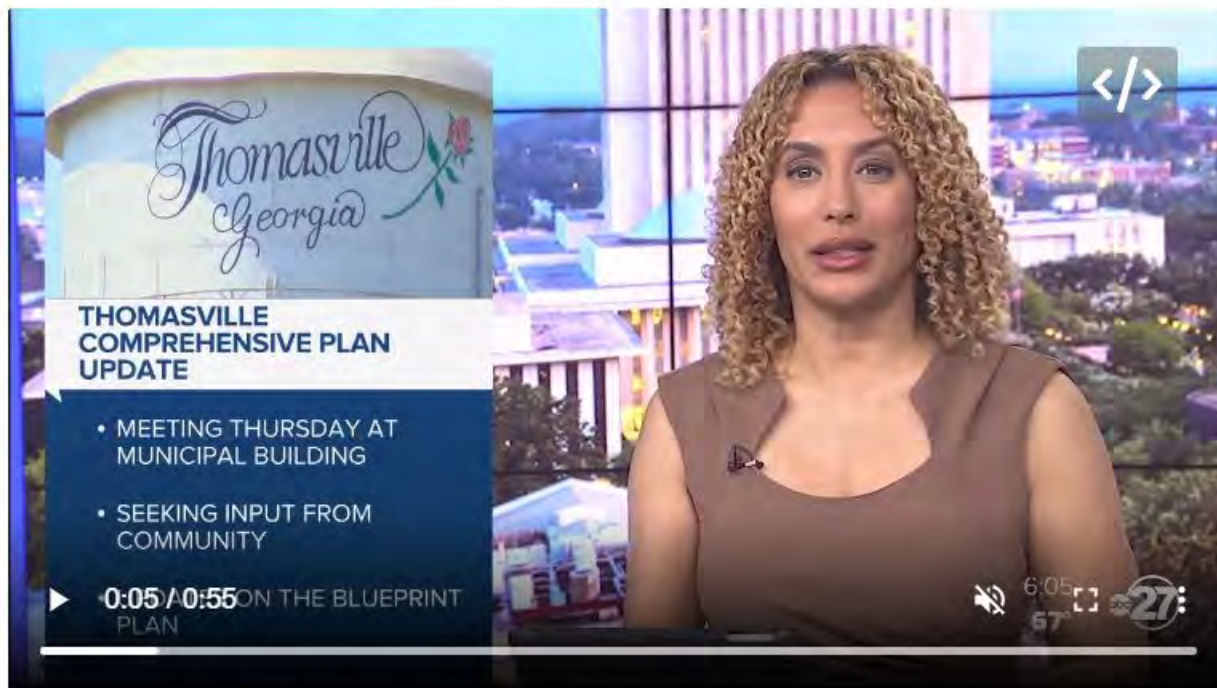 Thomasville
Georgia
</>
THOMASVILLE
COMPREHENSIVE PLAN
UPDATE
• MEETING THURSDAY AT
MUNICIPAL BUILDING
• SEEKING INPUT FROM
COMMUNITY
0:05 / 0:55
ON THE BLUEPRINT
PLAN
6:05
67°
abc 27